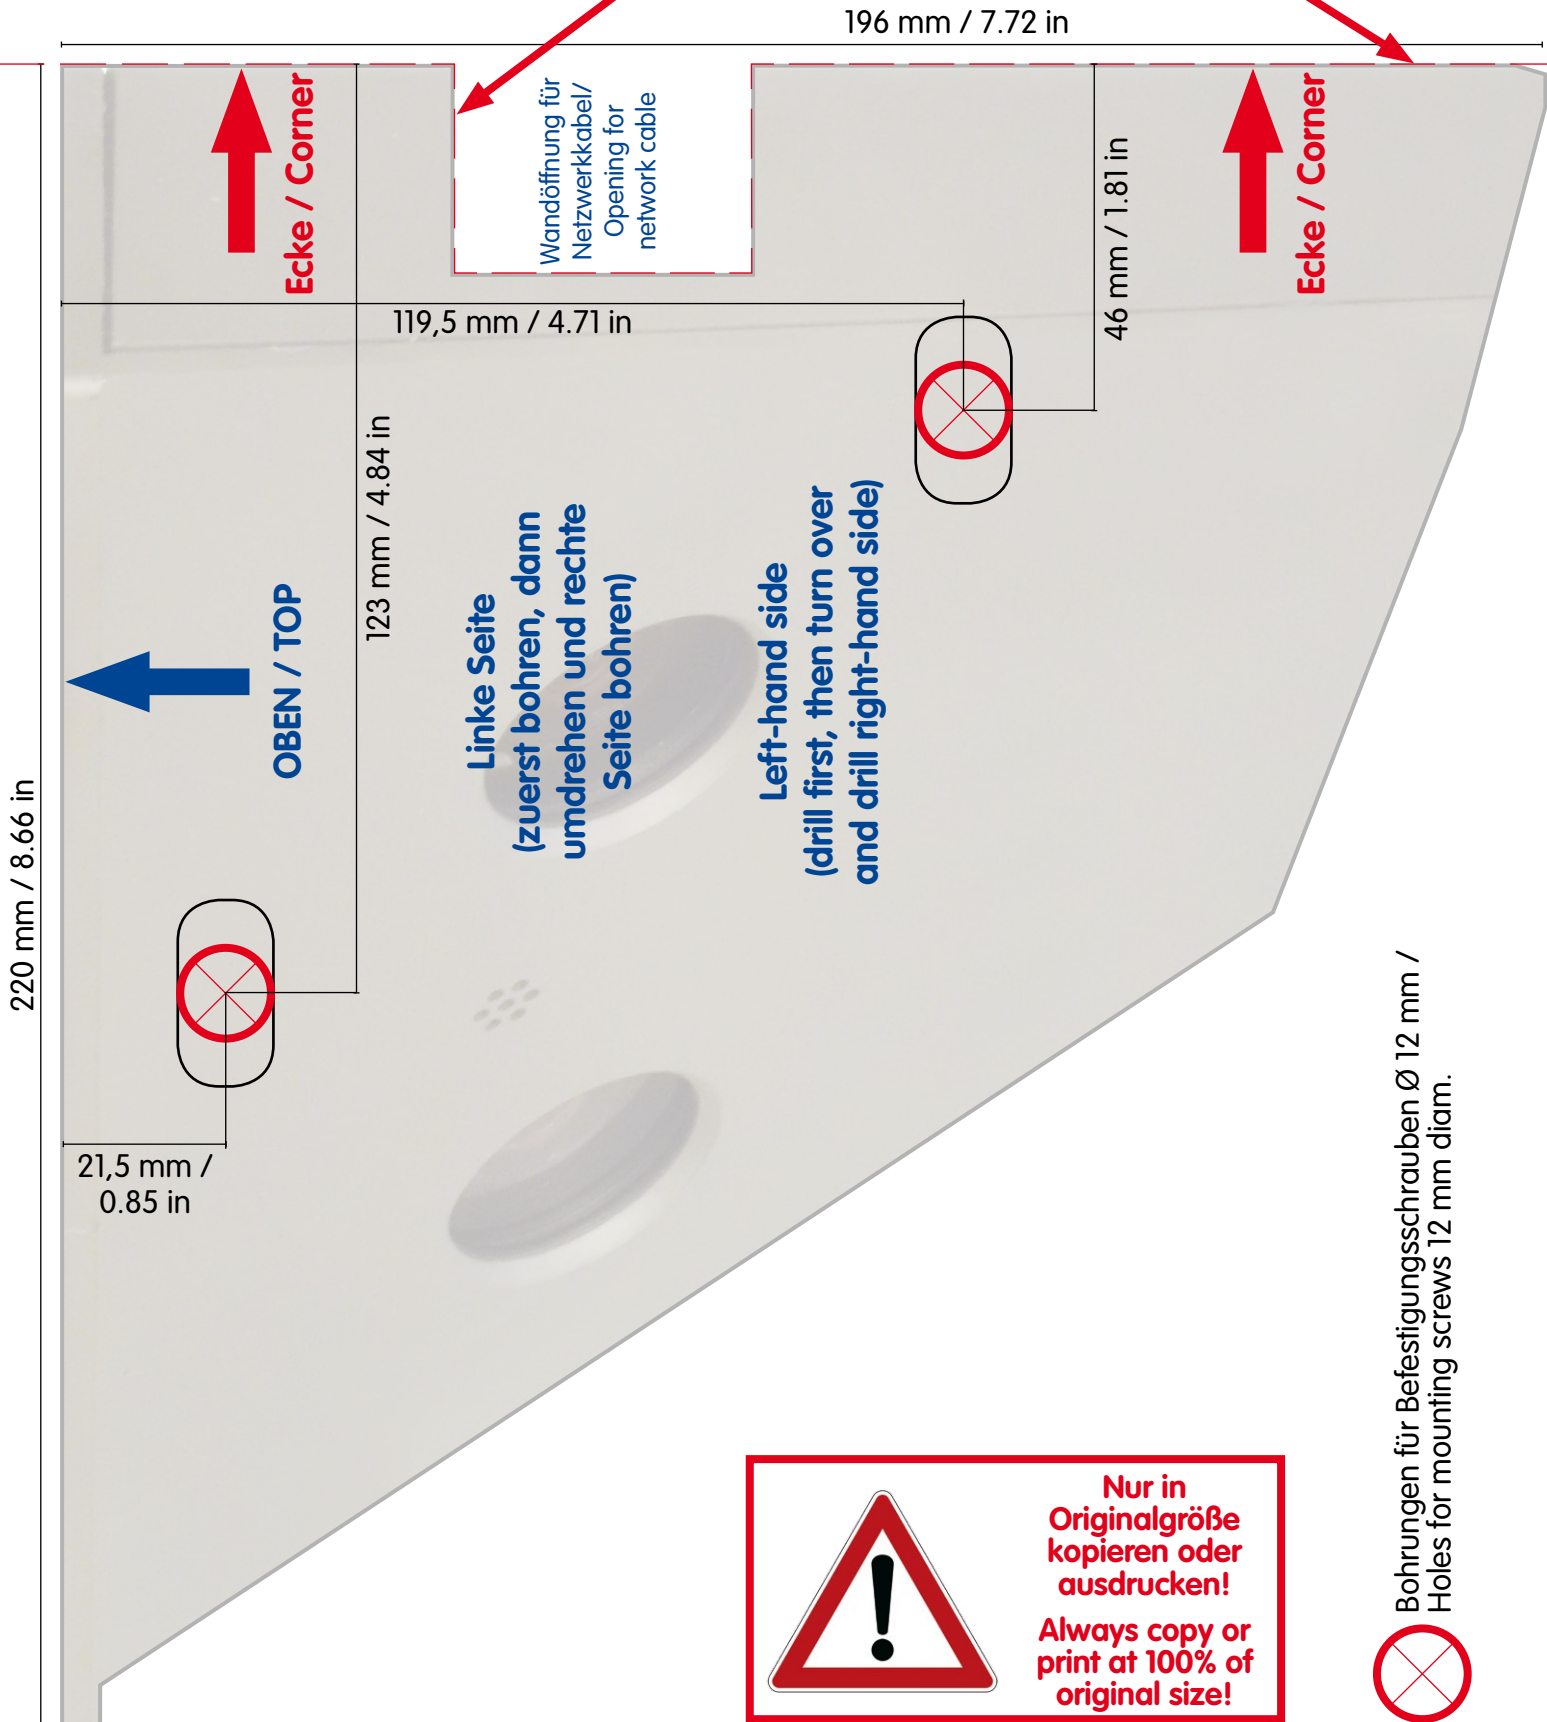 196 mm / 7.72 in
Ecke / Corner
Wandöffnung für
Netzwerkkabel/
Opening for
network cable
Ecke / Corner
46 mm / 1.81 in
119,5 mm / 4.71 in
123 mm / 4.84 in
OBEN / TOP
Linke Seite
(zuerst bohren, dann
umdrehen und rechte
Seite bohren)
Left-hand side
(drill first, then turn over
and drill right-hand side)
220 mm / 8.66 in
21,5 mm /
0.85 in
Bohrungen für Befestigungsschrauben Ø 12 mm /
Holes for mounting screws 12 mm diam.
Nur in
Originalgröße
kopieren oder
ausdrucken!
Always copy or
print at 100% of
original size!